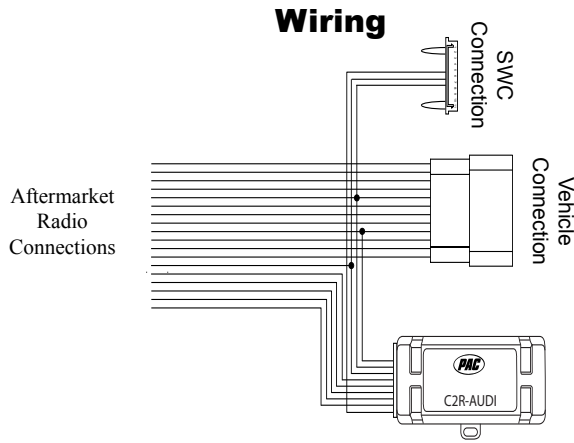 Wiring
SWC
Connection
Vehicle
Connection
Aftermarket
Radio
Connections
PAC
C2R-AUDI